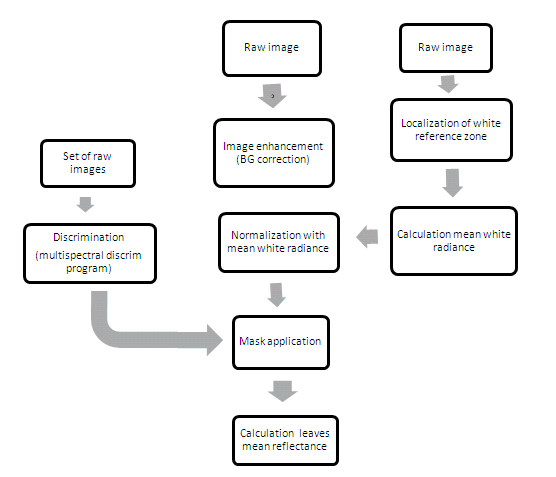 Raw image
Raw image
Image enhancement
(BG correction)
Localization of white
reference zone
Set of raw
images
Discrimination
(multispectral discrim
program)
Normalization with
mean white radiance
Calculation mean white
radiance
Mask application
Calculation leaves
mean reflectance